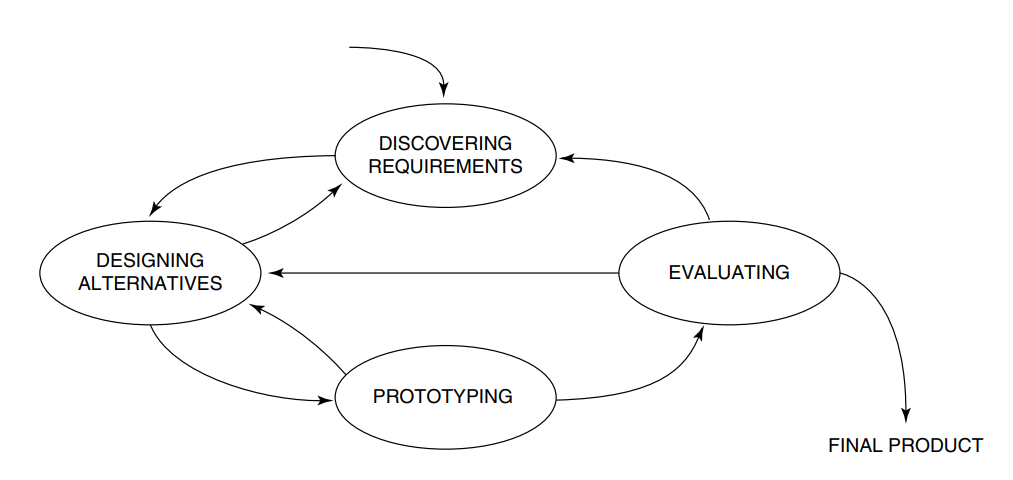 DISCOVERING
REQUIREMENTS
DESIGNING
ALTERNATIVES
EVALUATING
PROTOTYPING
FINAL PRODUCT